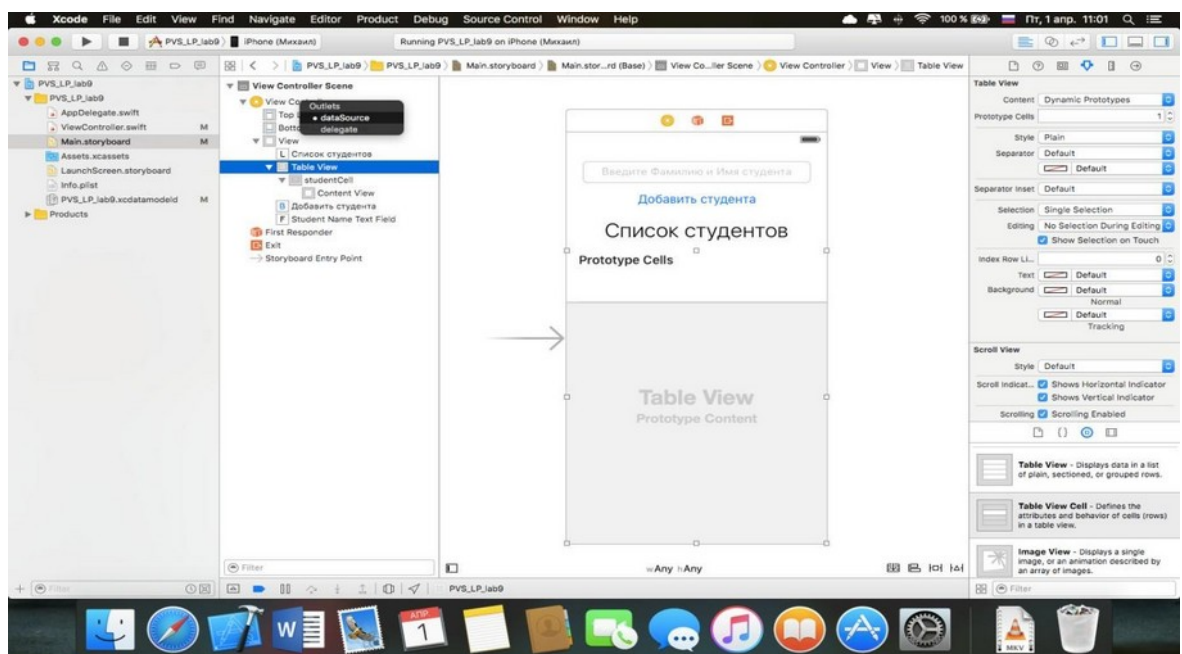 Xcode File Edit View Find Navigate Editor Product Debug Source Control Window Help 100 % Пт, 1 апр. 11:01
PVS_LP_lab9 iPhone (Михаил) Running PVS_LP_lab9 on iPhone (Михаил)
PVS_LP_lab9 PVS_LP_lab9 Main.storyboard Main.stor...rd (Base) View Co...ller Scene View Controller View Table View
PVS_LP_lab9
PVS_LP_lab9
AppDelegate.swift
ViewController.swift M
Main.storyboard M
Assets.xcassets
LaunchScreen.storyboard
Info.plist
PVS_LP_lab9.xcdatamodeld M
Products
View Controller Scene
View Co
Top L
Botto
View
L Список студентов
Table View
studentCell
Content View
B Добавить студента
F Student Name Text Field
First Responder
Exit
Storyboard Entry Point
Outlets
dataSource
delegate
Введите Фамилию и Имя студента
Добавить студента
Список студентов
Prototype Cells
Table View
Prototype Content
Table View
Content Dynamic Prototypes
Prototype Cells 1
Style Plain
Separator Default
Default
Separator Inset Default
Selection Single Selection
Editing No Selection During Editing
Show Selection on Touch
Index Row Li... 0
Text Default
Background Default
Normal
Default
Tracking
Scroll View
Style Default
Scroll Indicat... Shows Horizontal Indicator
Shows Vertical Indicator
Scrolling Scrolling Enabled
Table View - Displays data in a list
of plain, sectioned, or grouped rows.
Table View Cell - Defines the
attributes and behavior of cells (rows)
in a table view.
Image View - Displays a single
image, or an animation described by
an array of images.
Filter
wAny hAny
Filter
PVS_LP_lab9
Filter
W
АПР
1
MKV